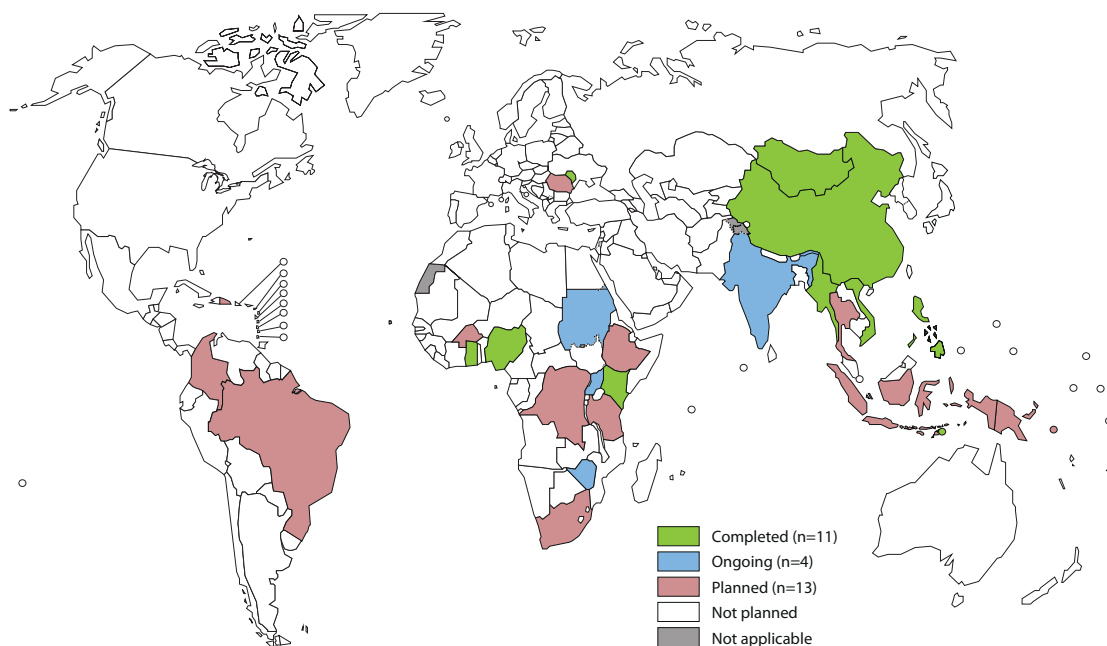 Completed (n=11)
Ongoing (n=4)
Planned (n=13)
Not planned
Not applicable